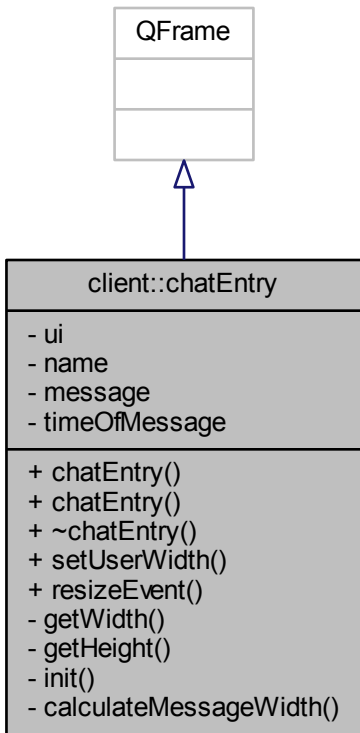 QFrame
client::chatEntry
- ui
- name
- message
- timeOfMessage
+ chatEntry()
+ chatEntry()
+ ~chatEntry()
+ setUserWidth()
+ resizeEvent()
- getWidth()
- getHeight()
- init()
- calculateMessageWidth()